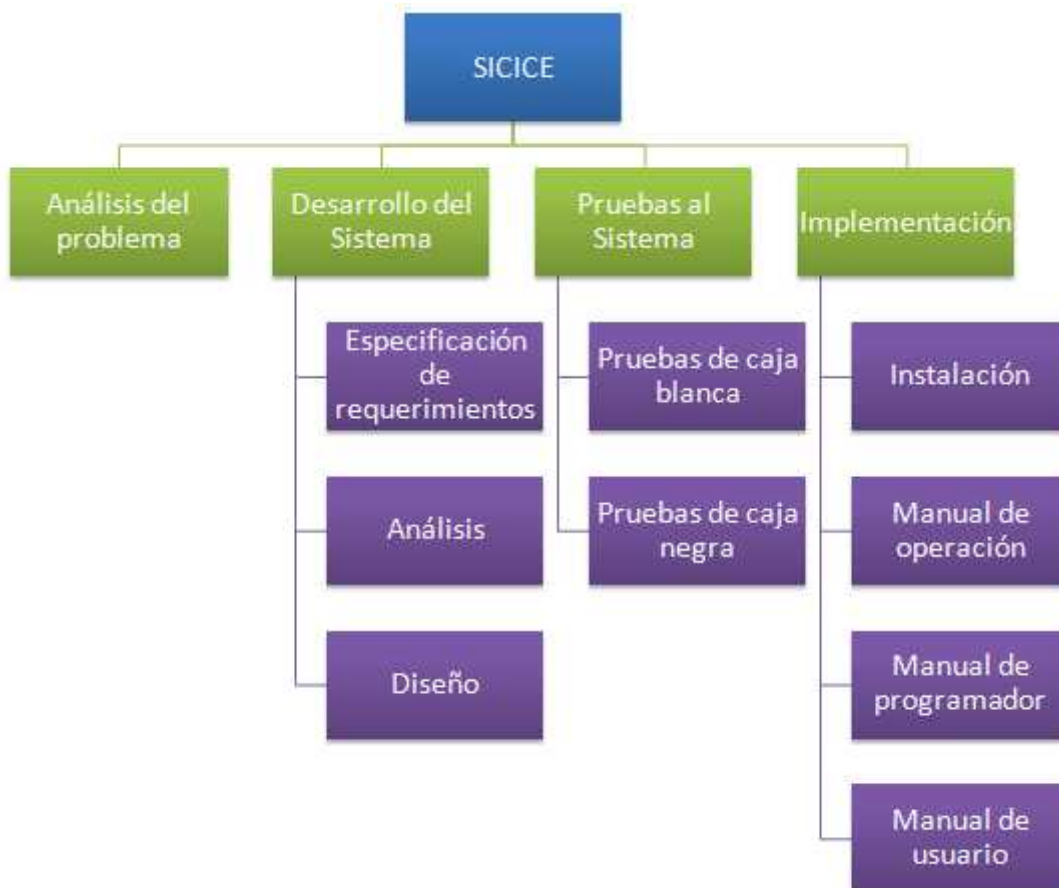 SICICE
Análisis del
problema
Desarrollo del
Sistema
Pruebas al
Sistema
Implementación
Especificación
de
requerimientos
Análisis
Diseño
Pruebas de caja
blanca
Pruebas de caja
negra
Instalación
Manual de
operación
Manual de
programador
Manual de
usuario